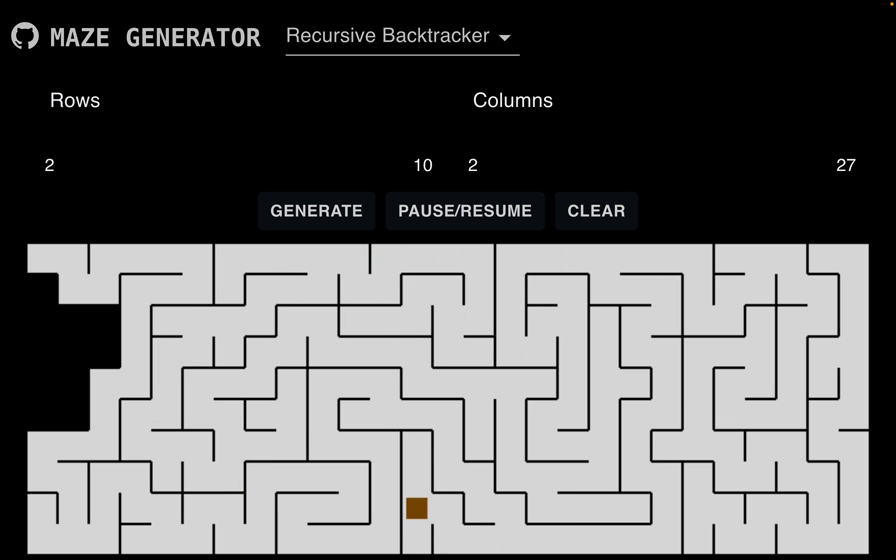 MAZE GENERATOR
Recursive Backtracker
Rows
Columns
2
10
2
27
GENERATE
PAUSE/RESUME
CLEAR